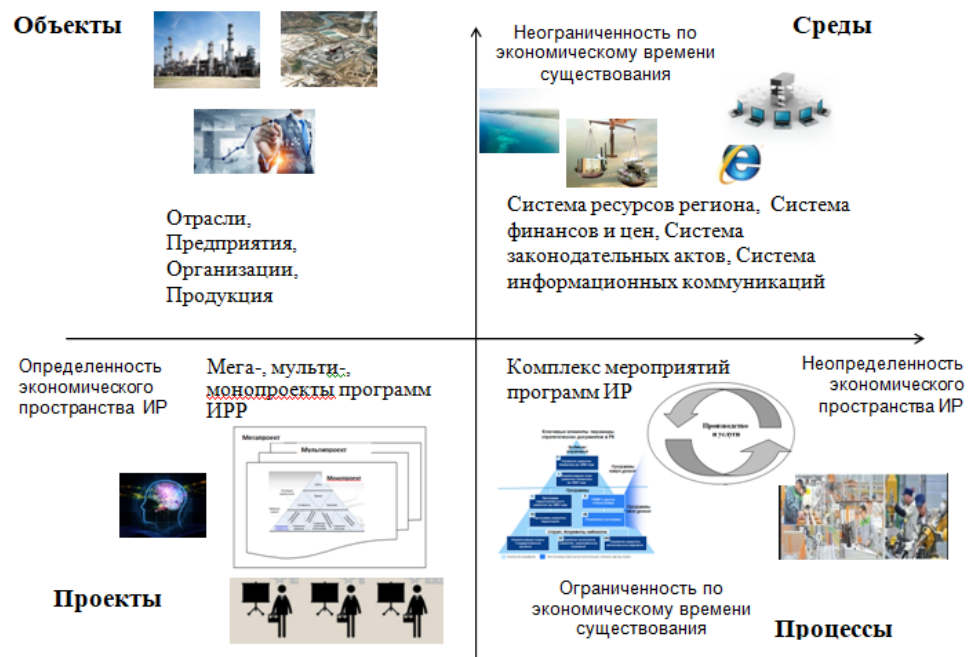 Объекты
Неограниченность по
экономическому времени
существования
Среды
Отрасли,
Предприятия,
Организации,
Продукция
Система ресурсов региона, Система
финансов и цен, Система
законодательных актов, Система
информационных коммуникаций
Определенность
экономического
пространства ИР
Мега-, мульти-,
монопроекты программ
ИРР
Комплекс мероприятий
программ ИР
Неопределенность
экономического
пространства ИР
Мегапроект
Мультипроект
Монопроект
Производство
и услуги
Программы
Проекты
Ограниченность по
экономическому времени
существования
Процессы